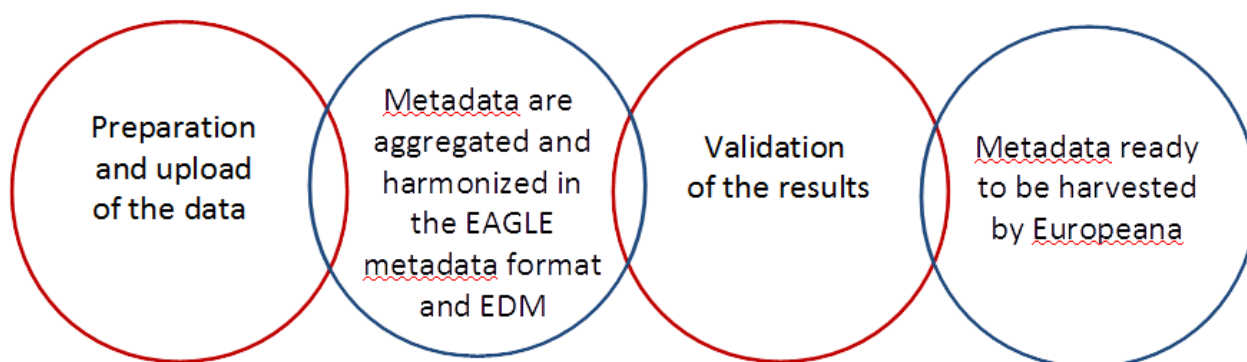 Preparation
and upload
of the data
Metadata are
aggregated and
harmonized in
the EAGLE
metadata format
and EDM
Validation
of the results
Metadata ready
to be harvested
by Europeana